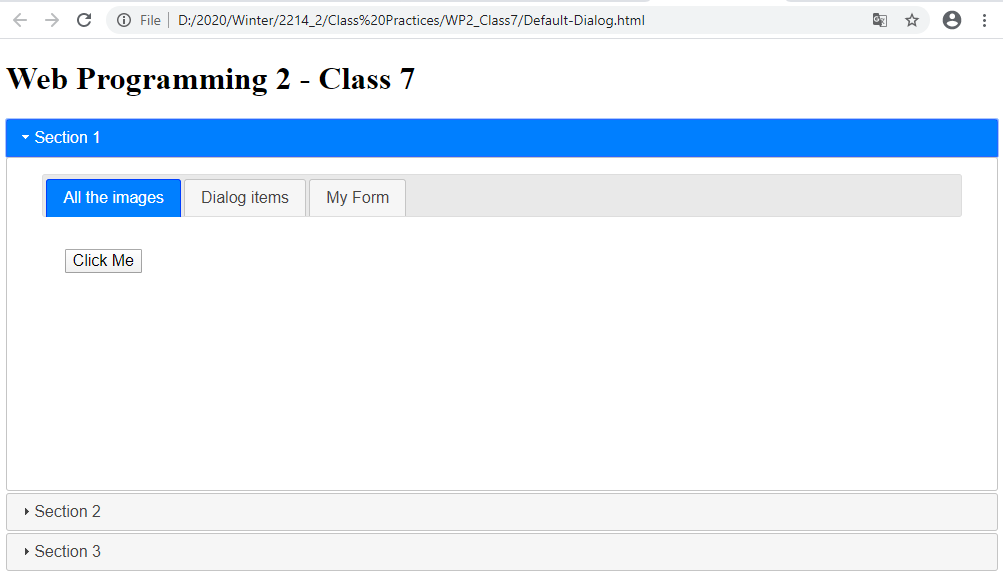 File D:/2020/Winter/2214_2/Class%20Practices/WP2_Class7/Default-Dialog.html
Web Programming 2 - Class 7
Section 1
All the images Dialog items My Form
Click Me
Section 2
Section 3